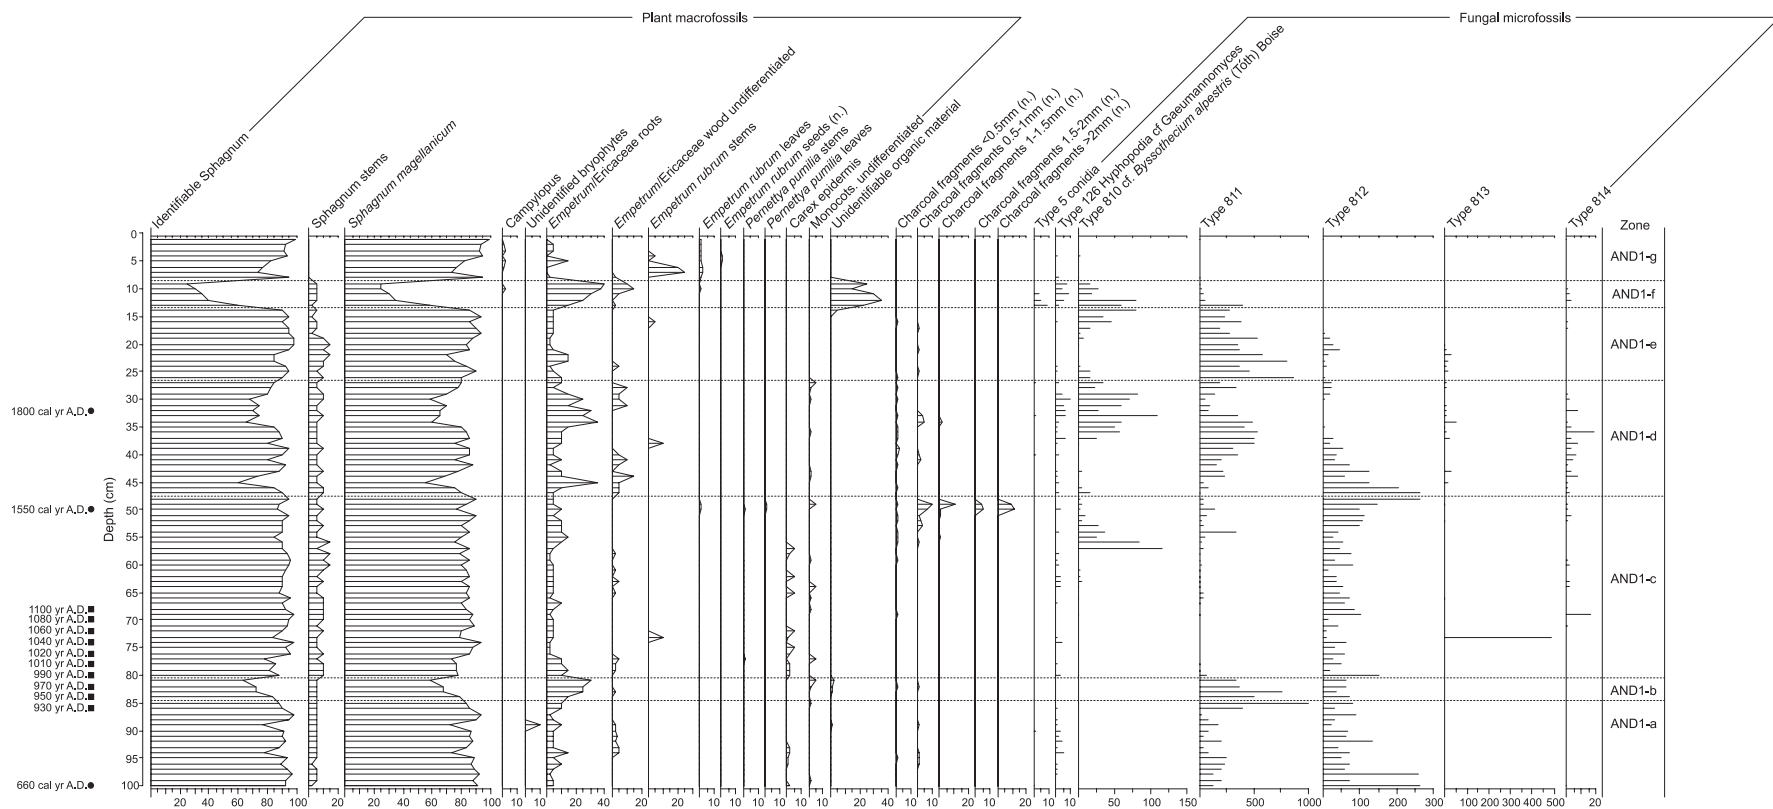 Plant macrofossils
Fungal microfossils
Identifiable Sphagnum
Sphagnum stems
Sphagnum magellanicum
Campylopus
Unidentified bryophytes
Empetrum/Ericaceae roots
Empetrum/Ericaceae wood undifferentiated
Empetrum rubrum stems
Empetrum rubrum leaves
Empetrum rubrum seeds (n.)
Pernettya pumilia stems
Pernettya pumilia leaves
Carex epidermis
Monocots. undifferentiated
Unidentifiable organic material
Charcoal fragments <0.5mm (n.)
Charcoal fragments 0.5-1mm (n.)
Charcoal fragments 1-1.5mm (n.)
Charcoal fragments 1.5-2mm (n.)
Charcoal fragments >2mm (n.)
Type 5 conidia
Type 126 Hyphopodia cf Gaeumannomyces
Type 810 cf. Byssothecium alpestris (Tóth) Boise
Type 811
Type 812
Type 813
Type 814
Zone
AND1-g
AND1-f
AND1-e
AND1-d
AND1-c
AND1-b
AND1-a
Depth (cm)
0
5
10
15
20
25
30
35
40
45
50
55
60
65
70
75
80
85
90
95
100
1800 cal yr A.D.
1550 cal yr A.D.
1100 yr A.D.
1080 yr A.D.
1060 yr A.D.
1040 yr A.D.
1020 yr A.D.
1010 yr A.D.
990 yr A.D.
970 yr A.D.
950 yr A.D.
930 yr A.D.
660 cal yr A.D.
20 40 60 80 100
20
20 40 60 80 100
10
10
20 40
10
20
10
10
10
10
10
10
20 40
10
10
20
10
10
10
10
50 100 150
500 1000
100 200 300
100 200 300 400 500
20